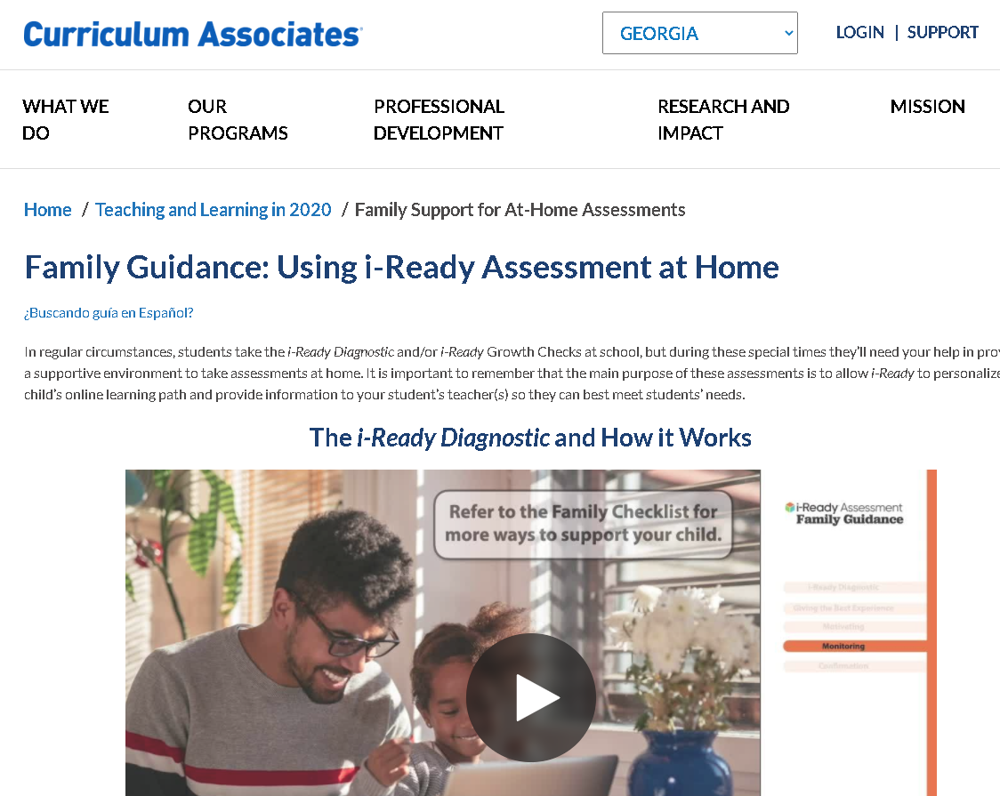 Curriculum Associates
GEORGIA
LOGIN | SUPPORT
WHAT WE DO
OUR PROGRAMS
PROFESSIONAL DEVELOPMENT
RESEARCH AND IMPACT
MISSION
Home / Teaching and Learning in 2020 / Family Support for At-Home Assessments
Family Guidance: Using i-Ready Assessment at Home
¿Buscando guía en Español?
In regular circumstances, students take the i-Ready Diagnostic and/or i-Ready Growth Checks at school, but during these special times they'll need your help in prov
a supportive environment to take assessments at home. It is important to remember that the main purpose of these assessments is to allow i-Ready to personalize
child's online learning path and provide information to your student's teacher(s) so they can best meet students' needs.
The i-Ready Diagnostic and How it Works
Refer to the Family Checklist for
more ways to support your child.
i-Ready Assessment
Family Guidance
i-Ready Diagnostic
Giving the Best Experience
Motivating
Monitoring
Confirmation